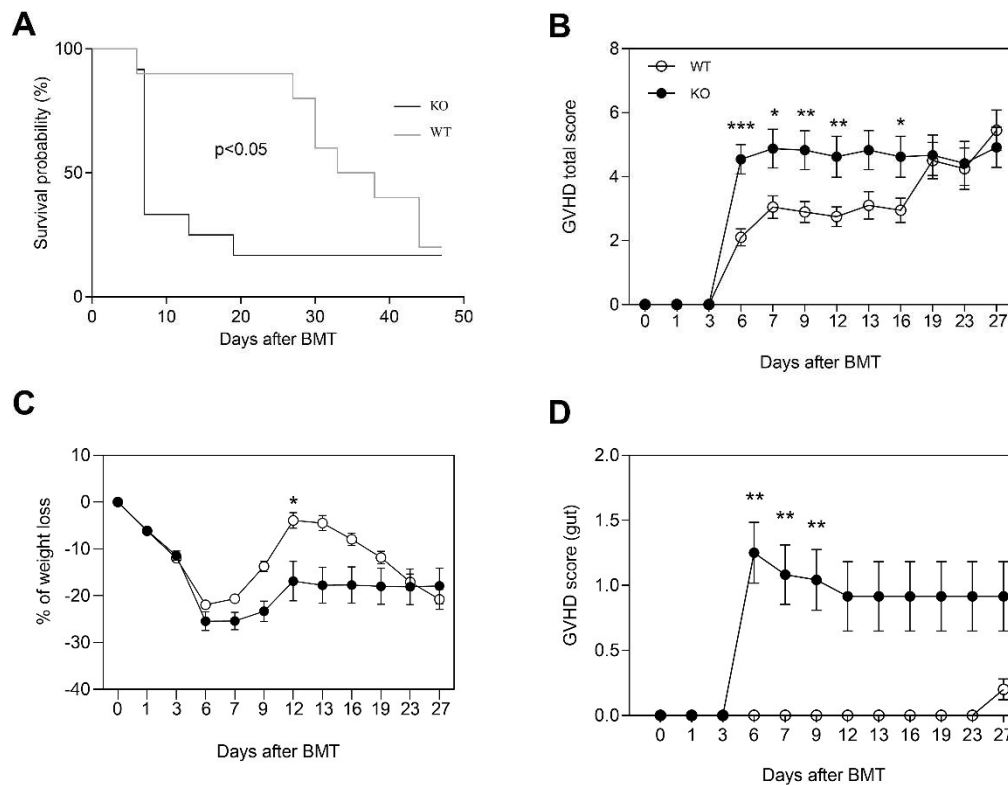 A
Survival probability (%)
100
50
0
0 10 20 30 40 50
Days after BMT
p<0.05
KO
WT
B
GVHD total score
8
6
4
2
0
WT
KO
*** * ** ** *
0 1 3 6 7 9 12 13 16 19 23 27
Days after BMT
C
% of weight loss
10
0
-10
-20
-30
-40
*
0 1 3 6 7 9 12 13 16 19 23 27
Days after BMT
D
GVHD score (gut)
2.0
1.5
1.0
0.5
0.0
** ** **
0 1 3 6 7 9 12 13 16 19 23 27
Days after BMT